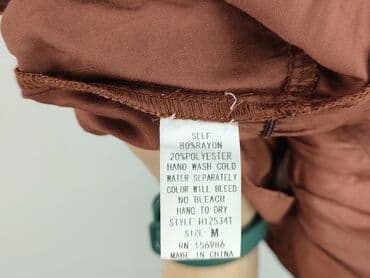 SELF
80%RAYON
20%POLYESTER
HAND WASH COLD
WATER SEPARATELY
COLOR WILL BLEED
NO BLEACH
HANG TO DRY
STYLE H12534T
SIZE: M
RN: 156986
MADE IN CHINA